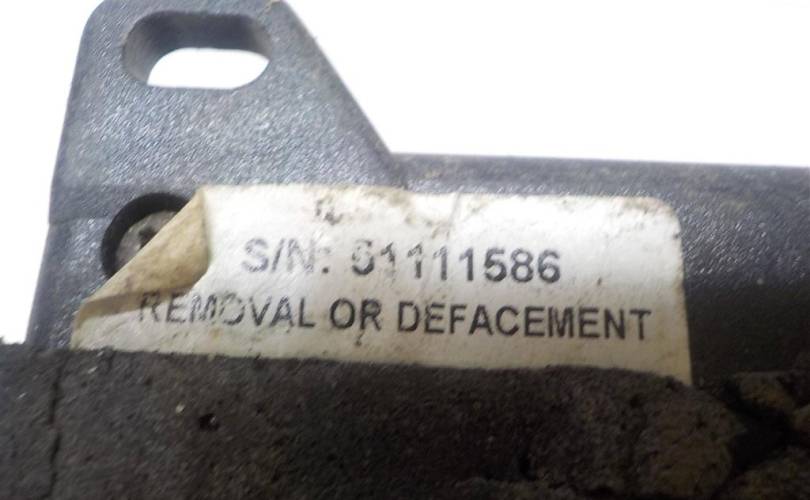 S/N: 
REMOVAL OR DEFACEMENT